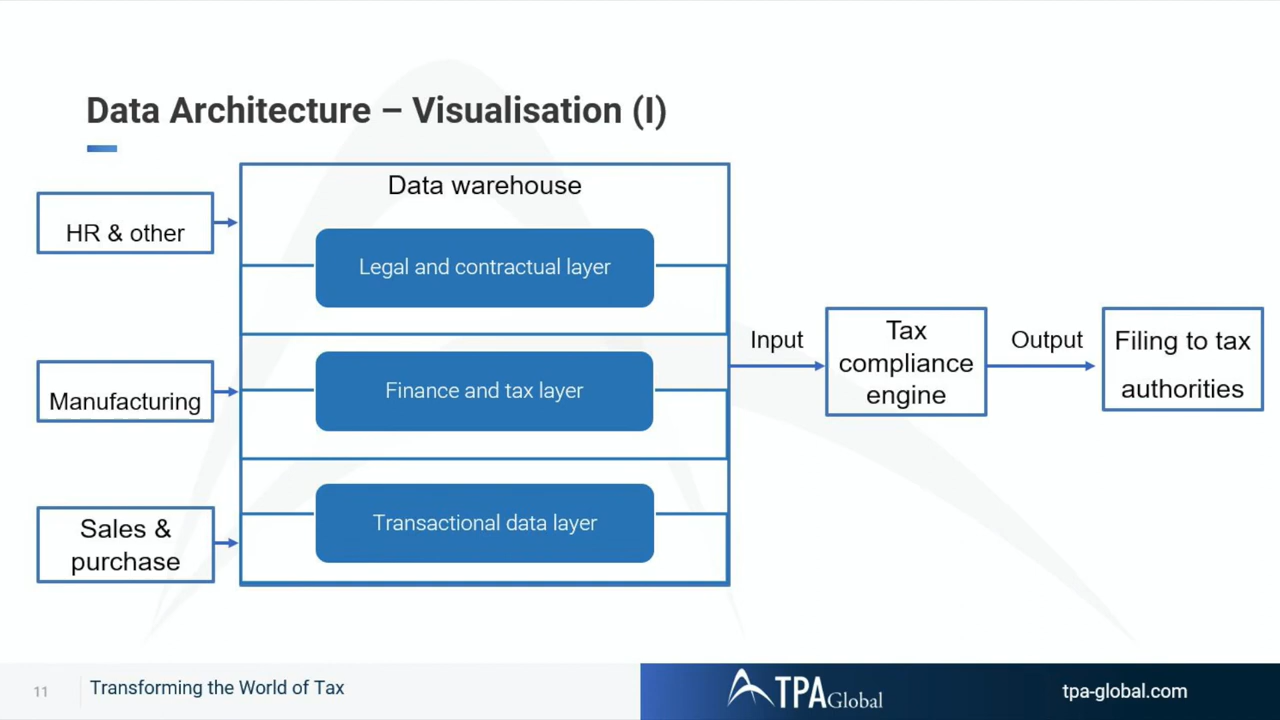 Data Architecture – Visualisation (I)
HR & other
Manufacturing
Sales &
purchase
Data warehouse
Legal and contractual layer
Finance and tax layer
Transactional data layer
Input
Tax
compliance
engine
Output
Filing to tax
authorities
11
Transforming the World of Tax
TPA Global
tpa-global.com